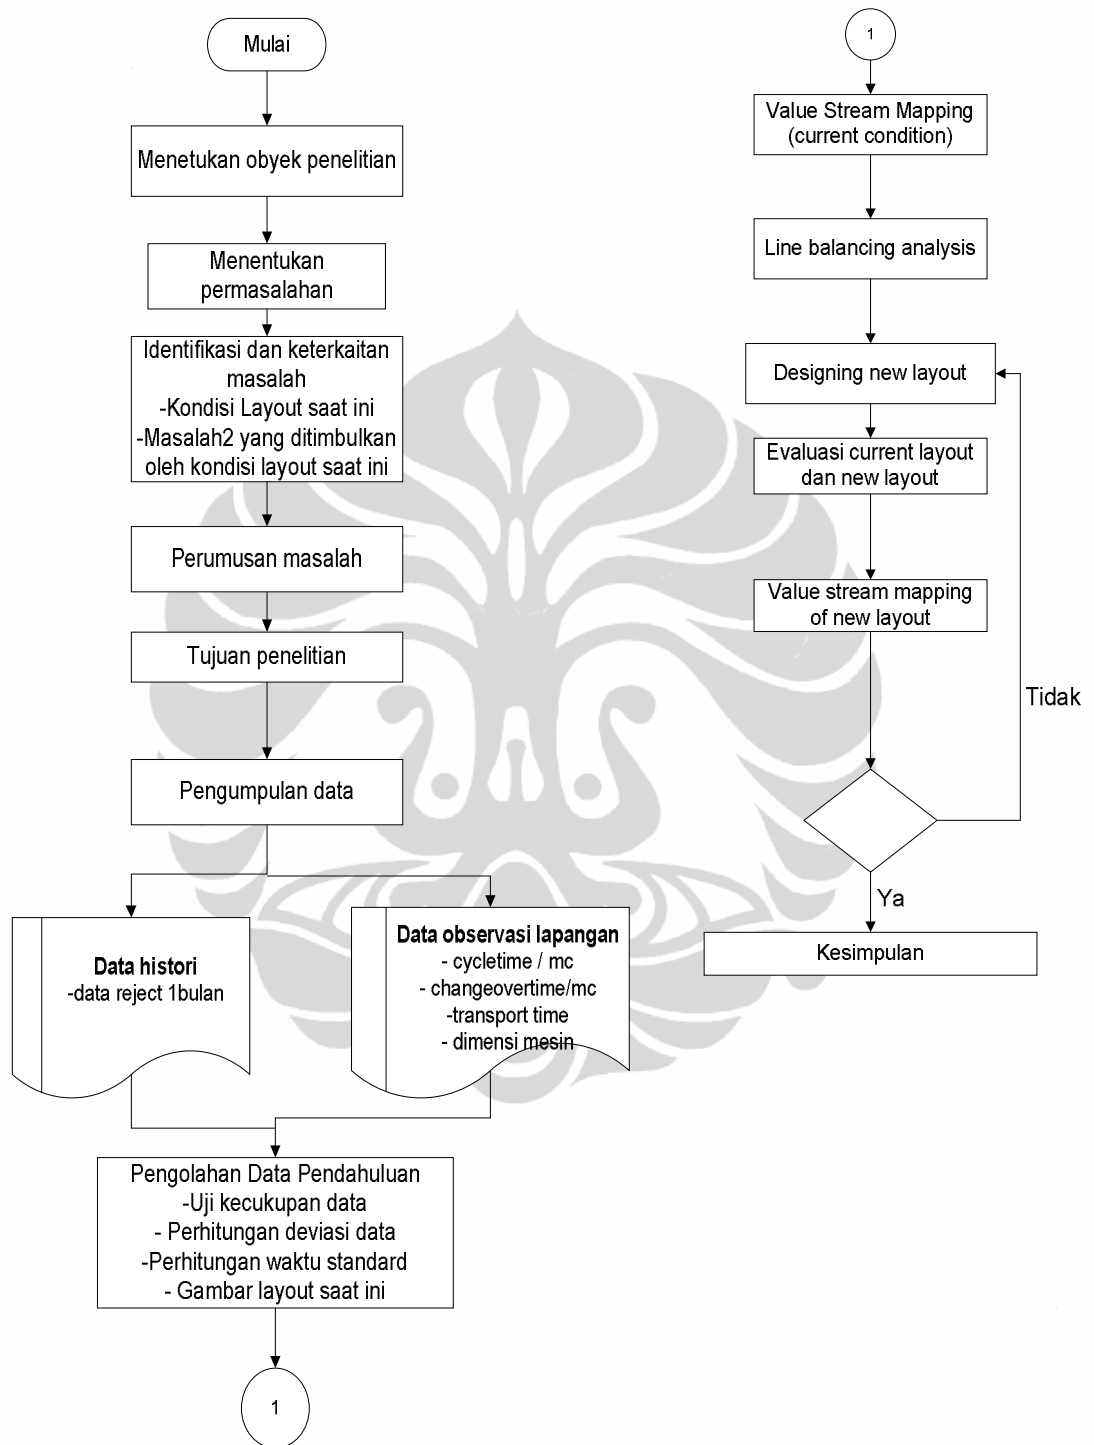 Mulai
Menetukan obyek penelitian
Menentukan
permasalahan
Identifikasi dan keterkaitan
masalah
-Kondisi Layout saat ini
-Masalah2 yang ditimbulkan
oleh kondisi layout saat ini
Perumusan masalah
Tujuan penelitian
Pengumpulan data
Data histori
-data reject 1bulan
Data observasi lapangan
- cycletime / mc
- changeovertime/mc
-transport time
- dimensi mesin
Pengolahan Data Pendahuluan
-Uji kecukupan data
- Perhitungan deviasi data
-Perhitungan waktu standard
- Gambar layout saat ini
1
1
Value Stream Mapping
(current condition)
Line balancing analysis
Designing new layout
Evaluasi current layout
dan new layout
Value stream mapping
of new layout
Tidak
Ya
Kesimpulan